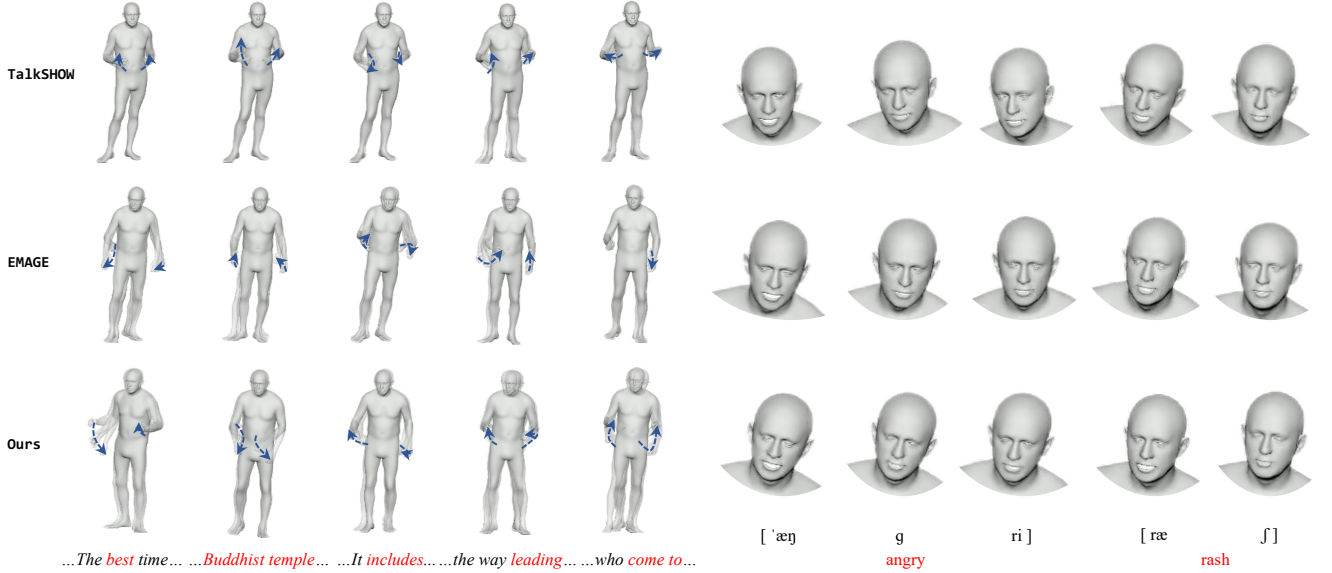 TalkSHOW
EMAGE
Ours
[ ˈæŋ ɡ ri ] [ ræ ʃ ]
…The best time… …Buddhist temple… …It includes… …the way leading… …who come to… angry rash